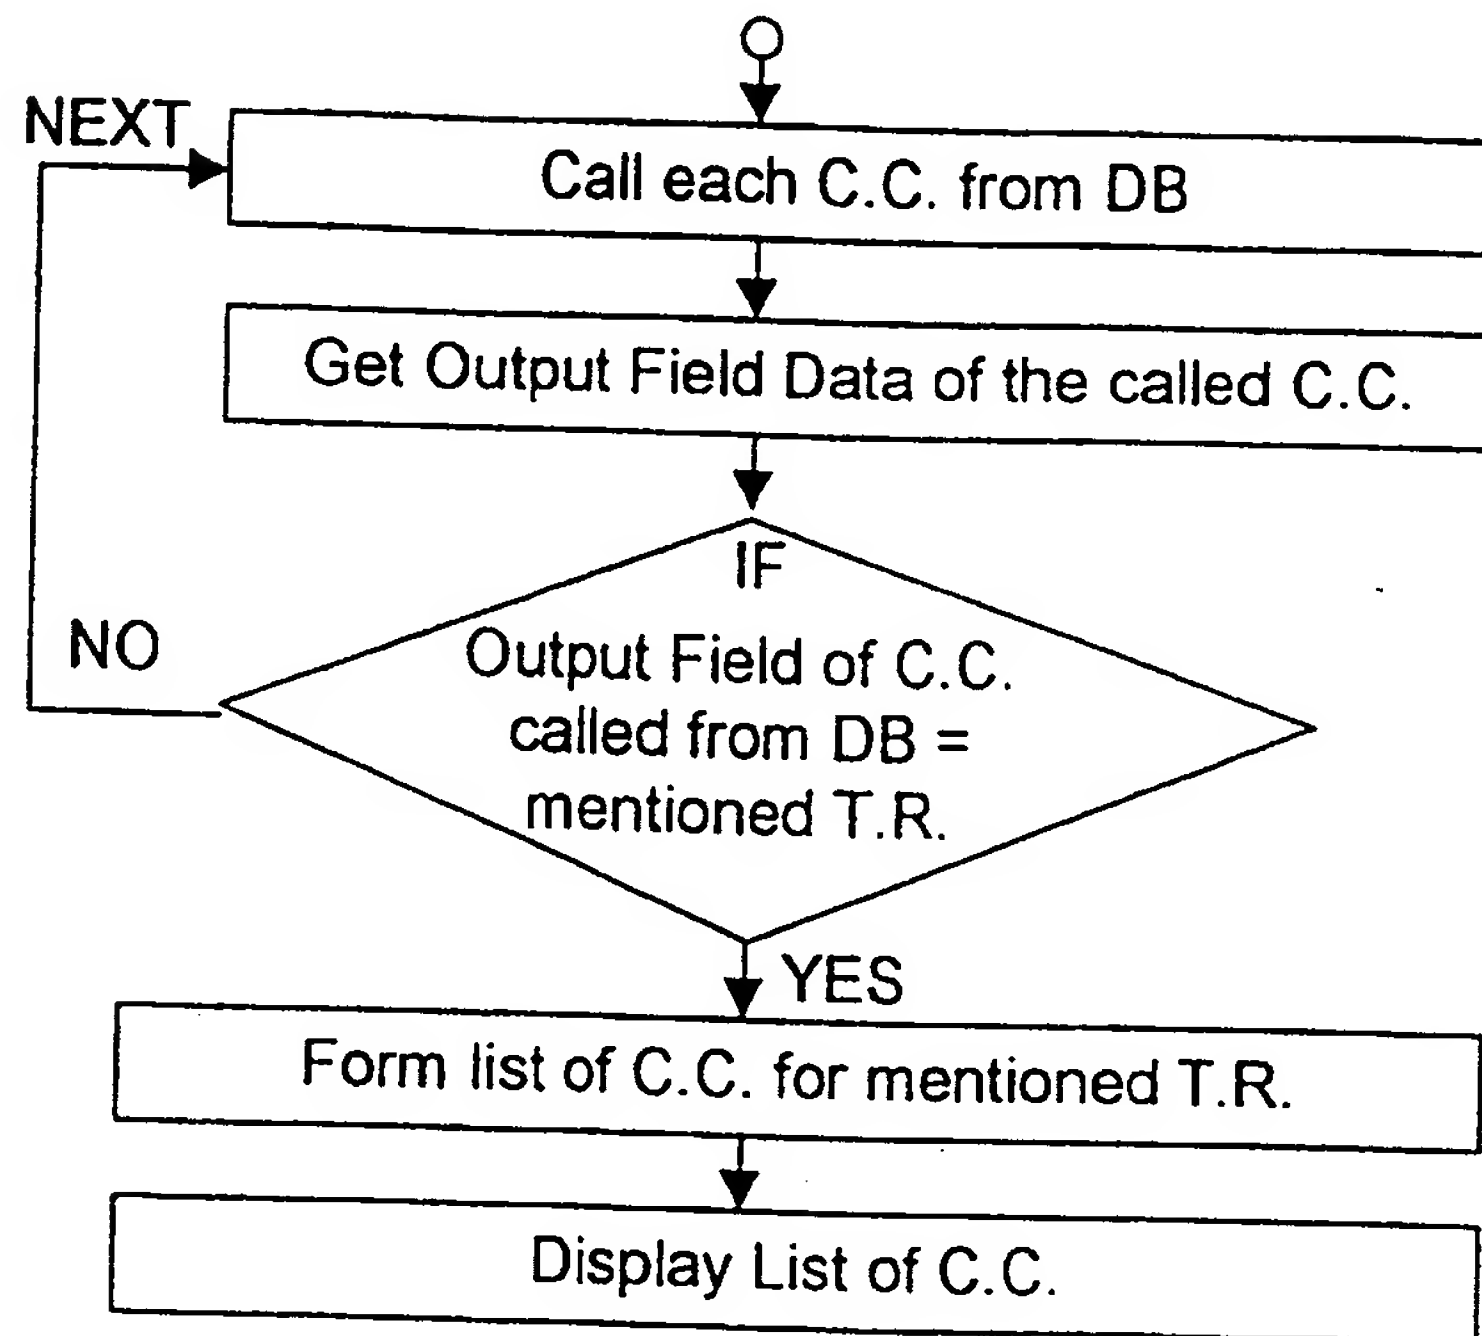 NEXT
Call each C.C. from DB
Get Output Field Data of the called C.C.
IF
NO
Output Field of C.C.
called from DB =
mentioned T.R.
YES
Form list of C.C. for mentioned T.R.
Display List of C.C.